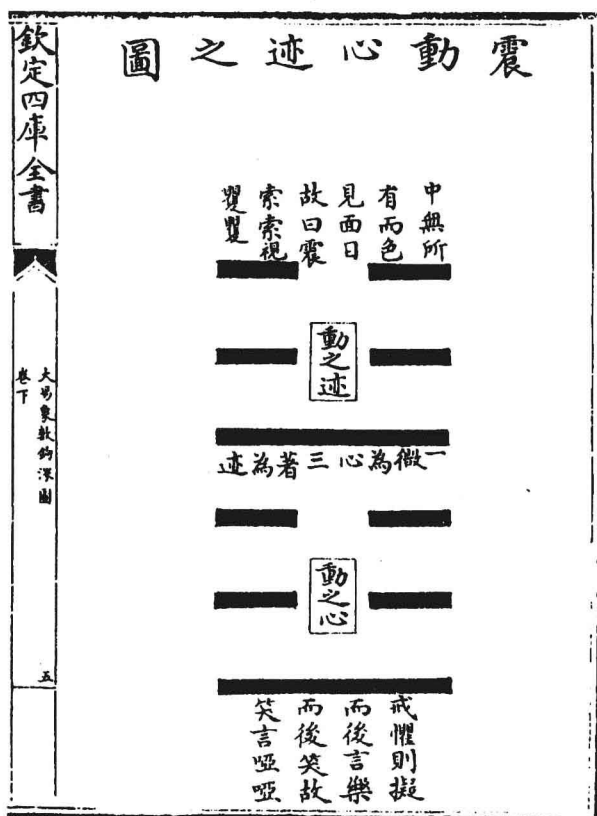 震動心迹之圖
中無所
有而色
見面目
故曰震
索索視
矍矍
動之迹
一微為心三著為迹
動之心
戒懼則擬
而後言樂
而後笑故
笑言啞啞
欽定四庫全書
大易象數鉤深圖
卷下
五